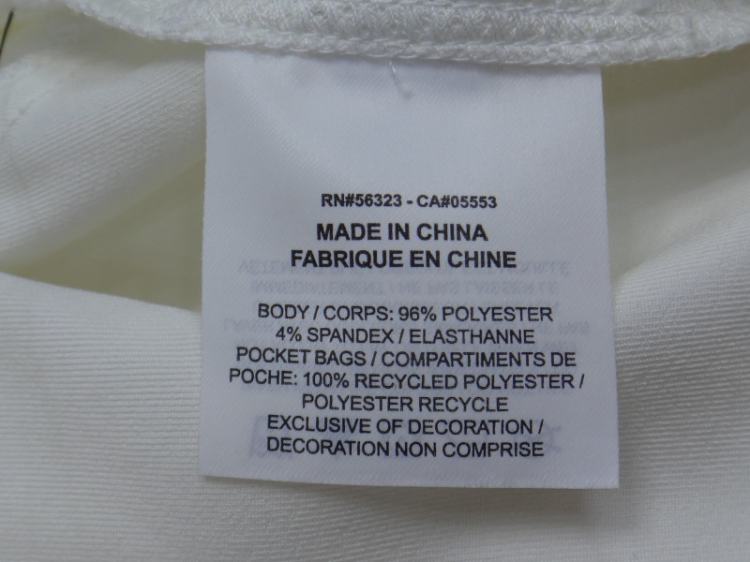 RN#56323 - CA#05553
MADE IN CHINA
FABRIQUE EN CHINE
BODY / CORPS: 96% POLYESTER
4% SPANDEX / ELASTHANNE
POCKET BAGS / COMPARTIMENTS DE
POCHE: 100% RECYCLED POLYESTER /
POLYESTER RECYCLE
EXCLUSIVE OF DECORATION /
DECORATION NON COMPRISE